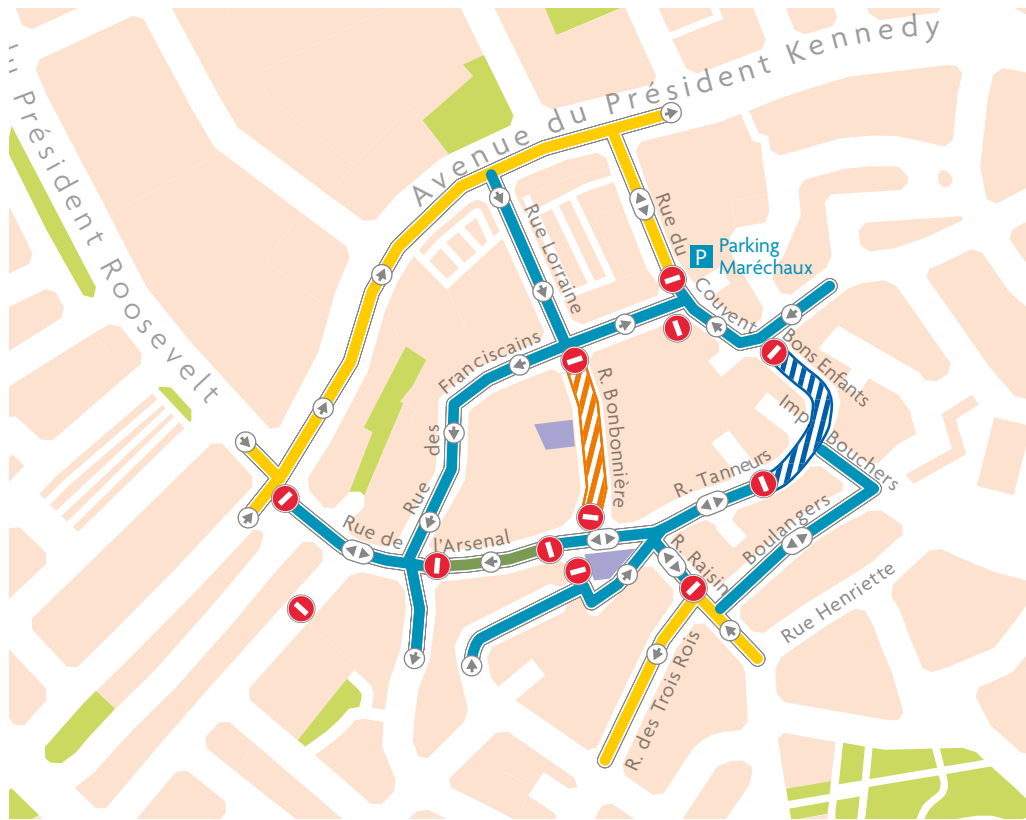 Avenue du Président Kennedy
du Président Roosevelt
Rue Lorraine
Rue du Couvent
P
Parking
Maréchaux
Rue des Franciscains
R. Bonbonnière
Bons Enfants
Imp. Bouchers
R. Tanneurs
Rue de l'Arsenal
R. Raisin
Boulangers
Rue Henriette
R. des Trois Rois